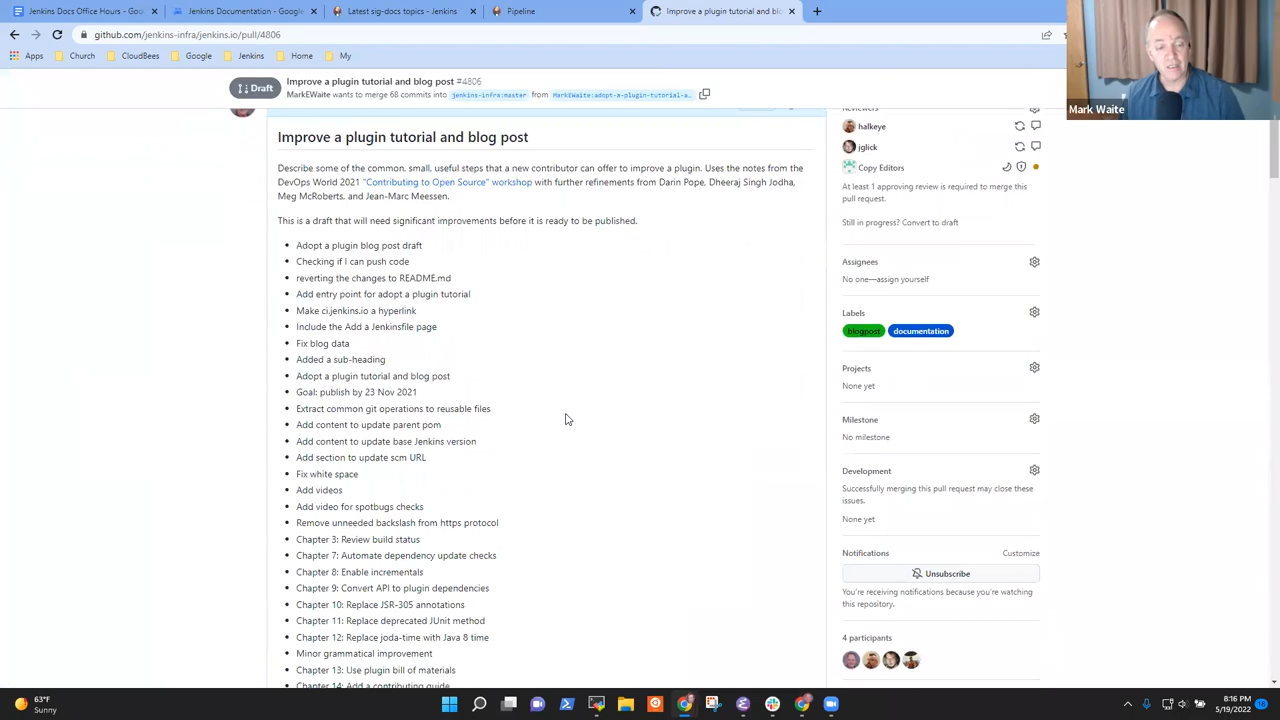 Jenkins Docs Office Hours - Goog
Jenkins Documentation - Google
Latest sig-docs topics - Jenkins
Pipeline
Improve a plugin tutorial and blo
github.com/jenkins-infra/jenkins.io/pull/4806
Apps
Church
CloudBees
Google
Jenkins
Home
My
Mark Waite
Draft
Improve a plugin tutorial and blog post #4806
MarkEWaite wants to merge 68 commits into jenkins-infra:master from MarkEWaite:adopt-a-plugin-tutorial-a…
Improve a plugin tutorial and blog post
Describe some of the common, small, useful steps that a new contributor can offer to improve a plugin. Uses the notes from the
DevOps World 2021 "Contributing to Open Source" workshop with further refinements from Darin Pope, Dheeraj Singh Jodha,
Meg McRoberts, and Jean-Marc Meessen.
This is a draft that will need significant improvements before it is ready to be published.
Adopt a plugin blog post draft
Checking if I can push code
reverting the changes to README.md
Add entry point for adopt a plugin tutorial
Make ci.jenkins.io a hyperlink
Include the Add a Jenkinsfile page
Fix blog data
Added a sub-heading
Adopt a plugin tutorial and blog post
Goal: publish by 23 Nov 2021
Extract common git operations to reusable files
Add content to update parent pom
Add content to update base Jenkins version
Add section to update scm URL
Fix white space
Add videos
Add video for spotbugs checks
Remove unneeded backslash from https protocol
Chapter 3: Review build status
Chapter 7: Automate dependency update checks
Chapter 8: Enable incrementals
Chapter 9: Convert API to plugin dependencies
Chapter 10: Replace JSR-305 annotations
Chapter 11: Replace deprecated JUnit method
Chapter 12: Replace joda-time with Java 8 time
Minor grammatical improvement
Chapter 13: Use plugin bill of materials
Chapter 14: Add a contributing guide
Reviewers
halkeye
jglick
Copy Editors
At least 1 approving review is required to merge this
pull request.
Still in progress? Convert to draft
Assignees
No one—assign yourself
Labels
blogpost
documentation
Projects
None yet
Milestone
No milestone
Development
Successfully merging this pull request may close these
issues.
None yet
Notifications
Customize
Unsubscribe
You're receiving notifications because you're watching
this repository.
4 participants
63°F
Sunny
8:16 PM
5/19/2022